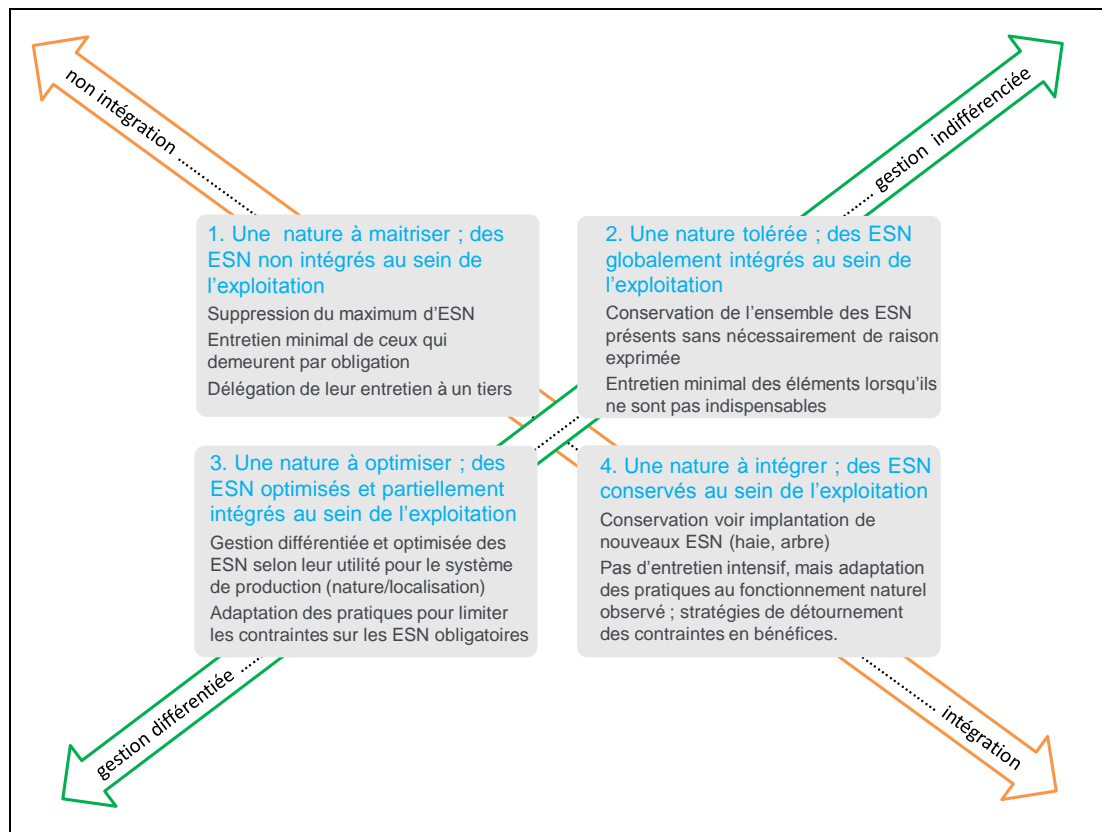 non intégration ..........
gestion indifférenciée
1. Une nature à maitriser ; des
ESN non intégrés au sein de
l’exploitation
Suppression du maximum d’ESN
Entretien minimal de ceux qui
demeurent par obligation
Délégation de leur entretien à un tiers
2. Une nature tolérée ; des ESN
globalement intégrés au sein de
l’exploitation
Conservation de l’ensemble des ESN
présents sans nécessairement de raison
exprimée
Entretien minimal des éléments lorsqu’ils
ne sont pas indispensables
3. Une nature à optimiser ; des
ESN optimisés et partiellement
intégrés au sein de l’exploitation
Gestion différentiée et optimisée des
ESN selon leur utilité pour le système
de production (nature/localisation)
Adaptation des pratiques pour limiter
les contraintes sur les ESN obligatoires
4. Une nature à intégrer ; des ESN
conservés au sein de l’exploitation
Conservation voir implantation de
nouveaux ESN (haie, arbre)
Pas d’entretien intensif, mais adaptation
des pratiques au fonctionnement naturel
observé ; stratégies de détournement
des contraintes en bénéfices.
gestion différentiée
intégration